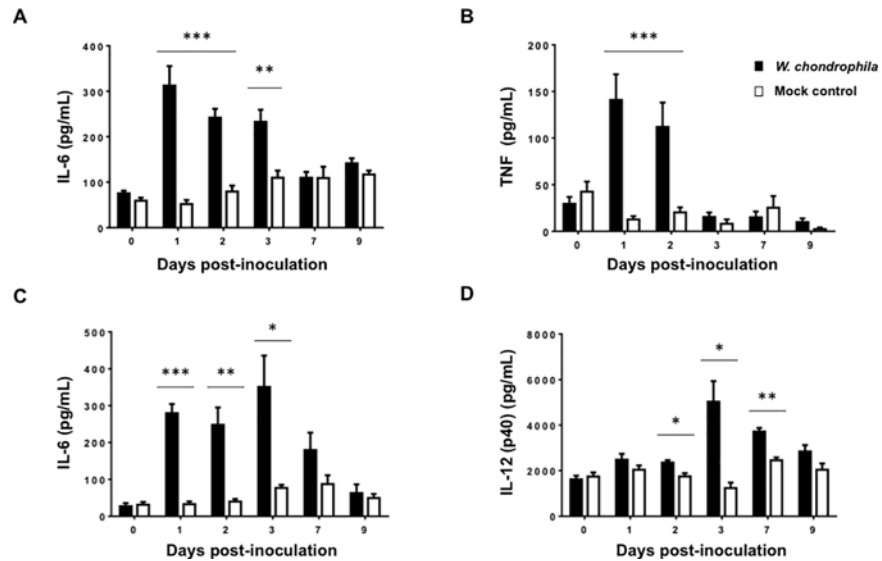 A
***
**
400
300
200
100
0
IL-6 (pg/mL)
0 1 2 3 7 9
Days post-inoculation
B
***
200
150
100
50
0
TNF (pg/mL)
0 1 2 3 7 9
Days post-inoculation
W. chondrophila
Mock control
C
*
***
**
500
400
300
200
100
0
IL-6 (pg/mL)
0 1 2 3 7 9
Days post-inoculation
D
*
**
*
8000
6000
4000
2000
0
IL-12 (p40) (pg/mL)
0 1 2 3 7 9
Days post-inoculation